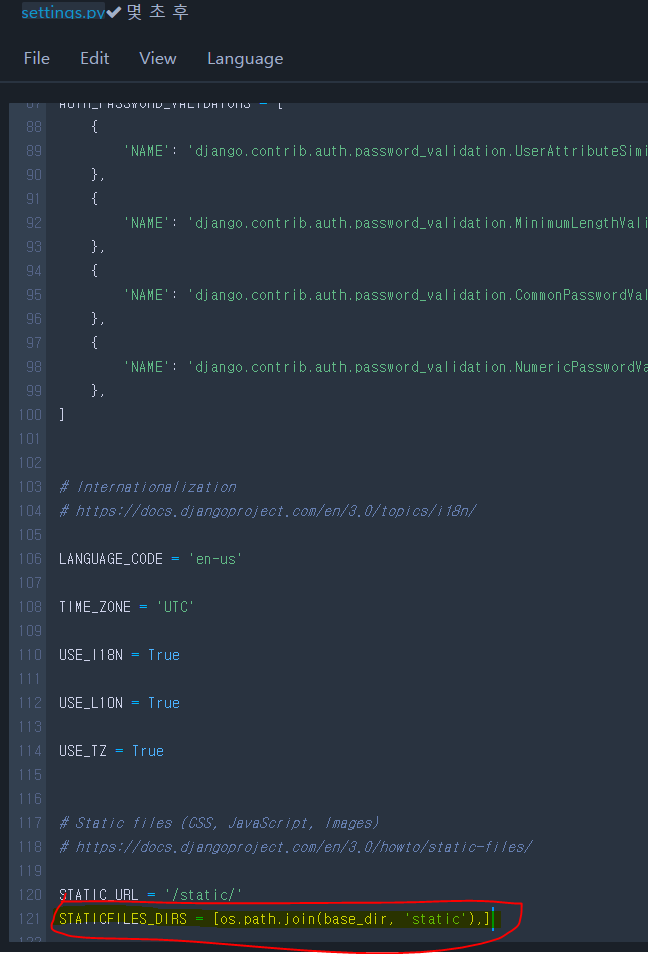 settings.py✔ 몇 초 후
File Edit View Language
87 AUTH_PASSWORD_VALIDATORS = [
88 {
89 'NAME': 'django.contrib.auth.password_validation.UserAttributeSimi
90 },
91 {
92 'NAME': 'django.contrib.auth.password_validation.MinimumLengthVali
93 },
94 {
95 'NAME': 'django.contrib.auth.password_validation.CommonPasswordVal
96 },
97 {
98 'NAME': 'django.contrib.auth.password_validation.NumericPasswordVa
99 },
100 ]
101
102
103 # Internationalization
104 # https://docs.djangoproject.com/en/3.0/topics/i18n/
105
106 LANGUAGE_CODE = 'en-us'
107
108 TIME_ZONE = 'UTC'
109
110 USE_I18N = True
111
112 USE_L10N = True
113
114 USE_TZ = True
115
116
117 # Static files (CSS, JavaScript, Images)
118 # https://docs.djangoproject.com/en/3.0/howto/static-files/
119
120 STATIC_URL = '/static/'
121 STATICFILES_DIRS = [os.path.join(base_dir, 'static'),]
122